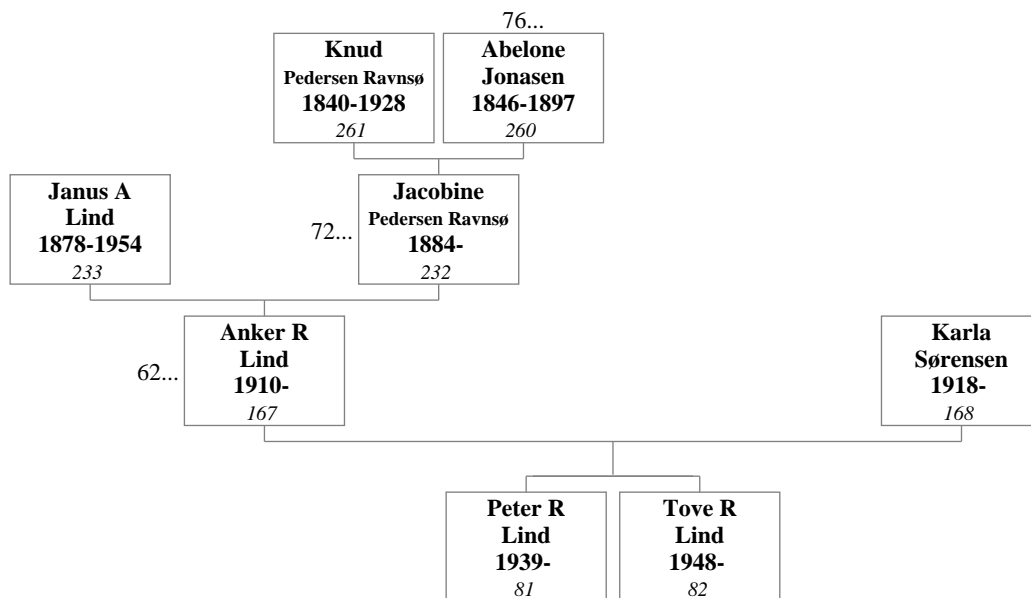 76...
Knud
Pedersen Ravnsø
1840-1928
261
Abelone
Jonasen
1846-1897
260
Janus A
Lind
1878-1954
233
72...
Jacobine
Pedersen Ravnsø
1884-
232
62...
Anker R
Lind
1910-
167
Karla
Sørensen
1918-
168
Peter R
Lind
1939-
81
Tove R
Lind
1948-
82